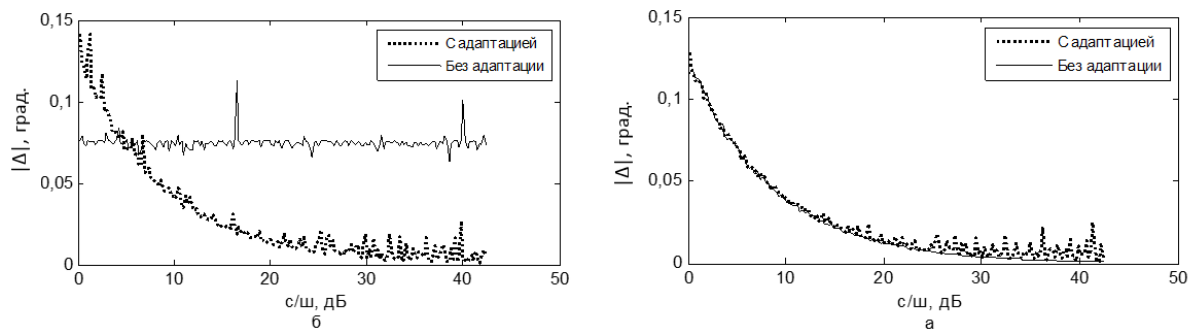 0,15
0,1
0,05
0
|Δ|, град.
С адаптацией
Без адаптации
0
10
20
30
40
50
с/ш, дБ
б
0,15
0,1
0,05
0
|Δ|, град.
С адаптацией
Без адаптации
0
10
20
30
40
50
с/ш, дБ
а